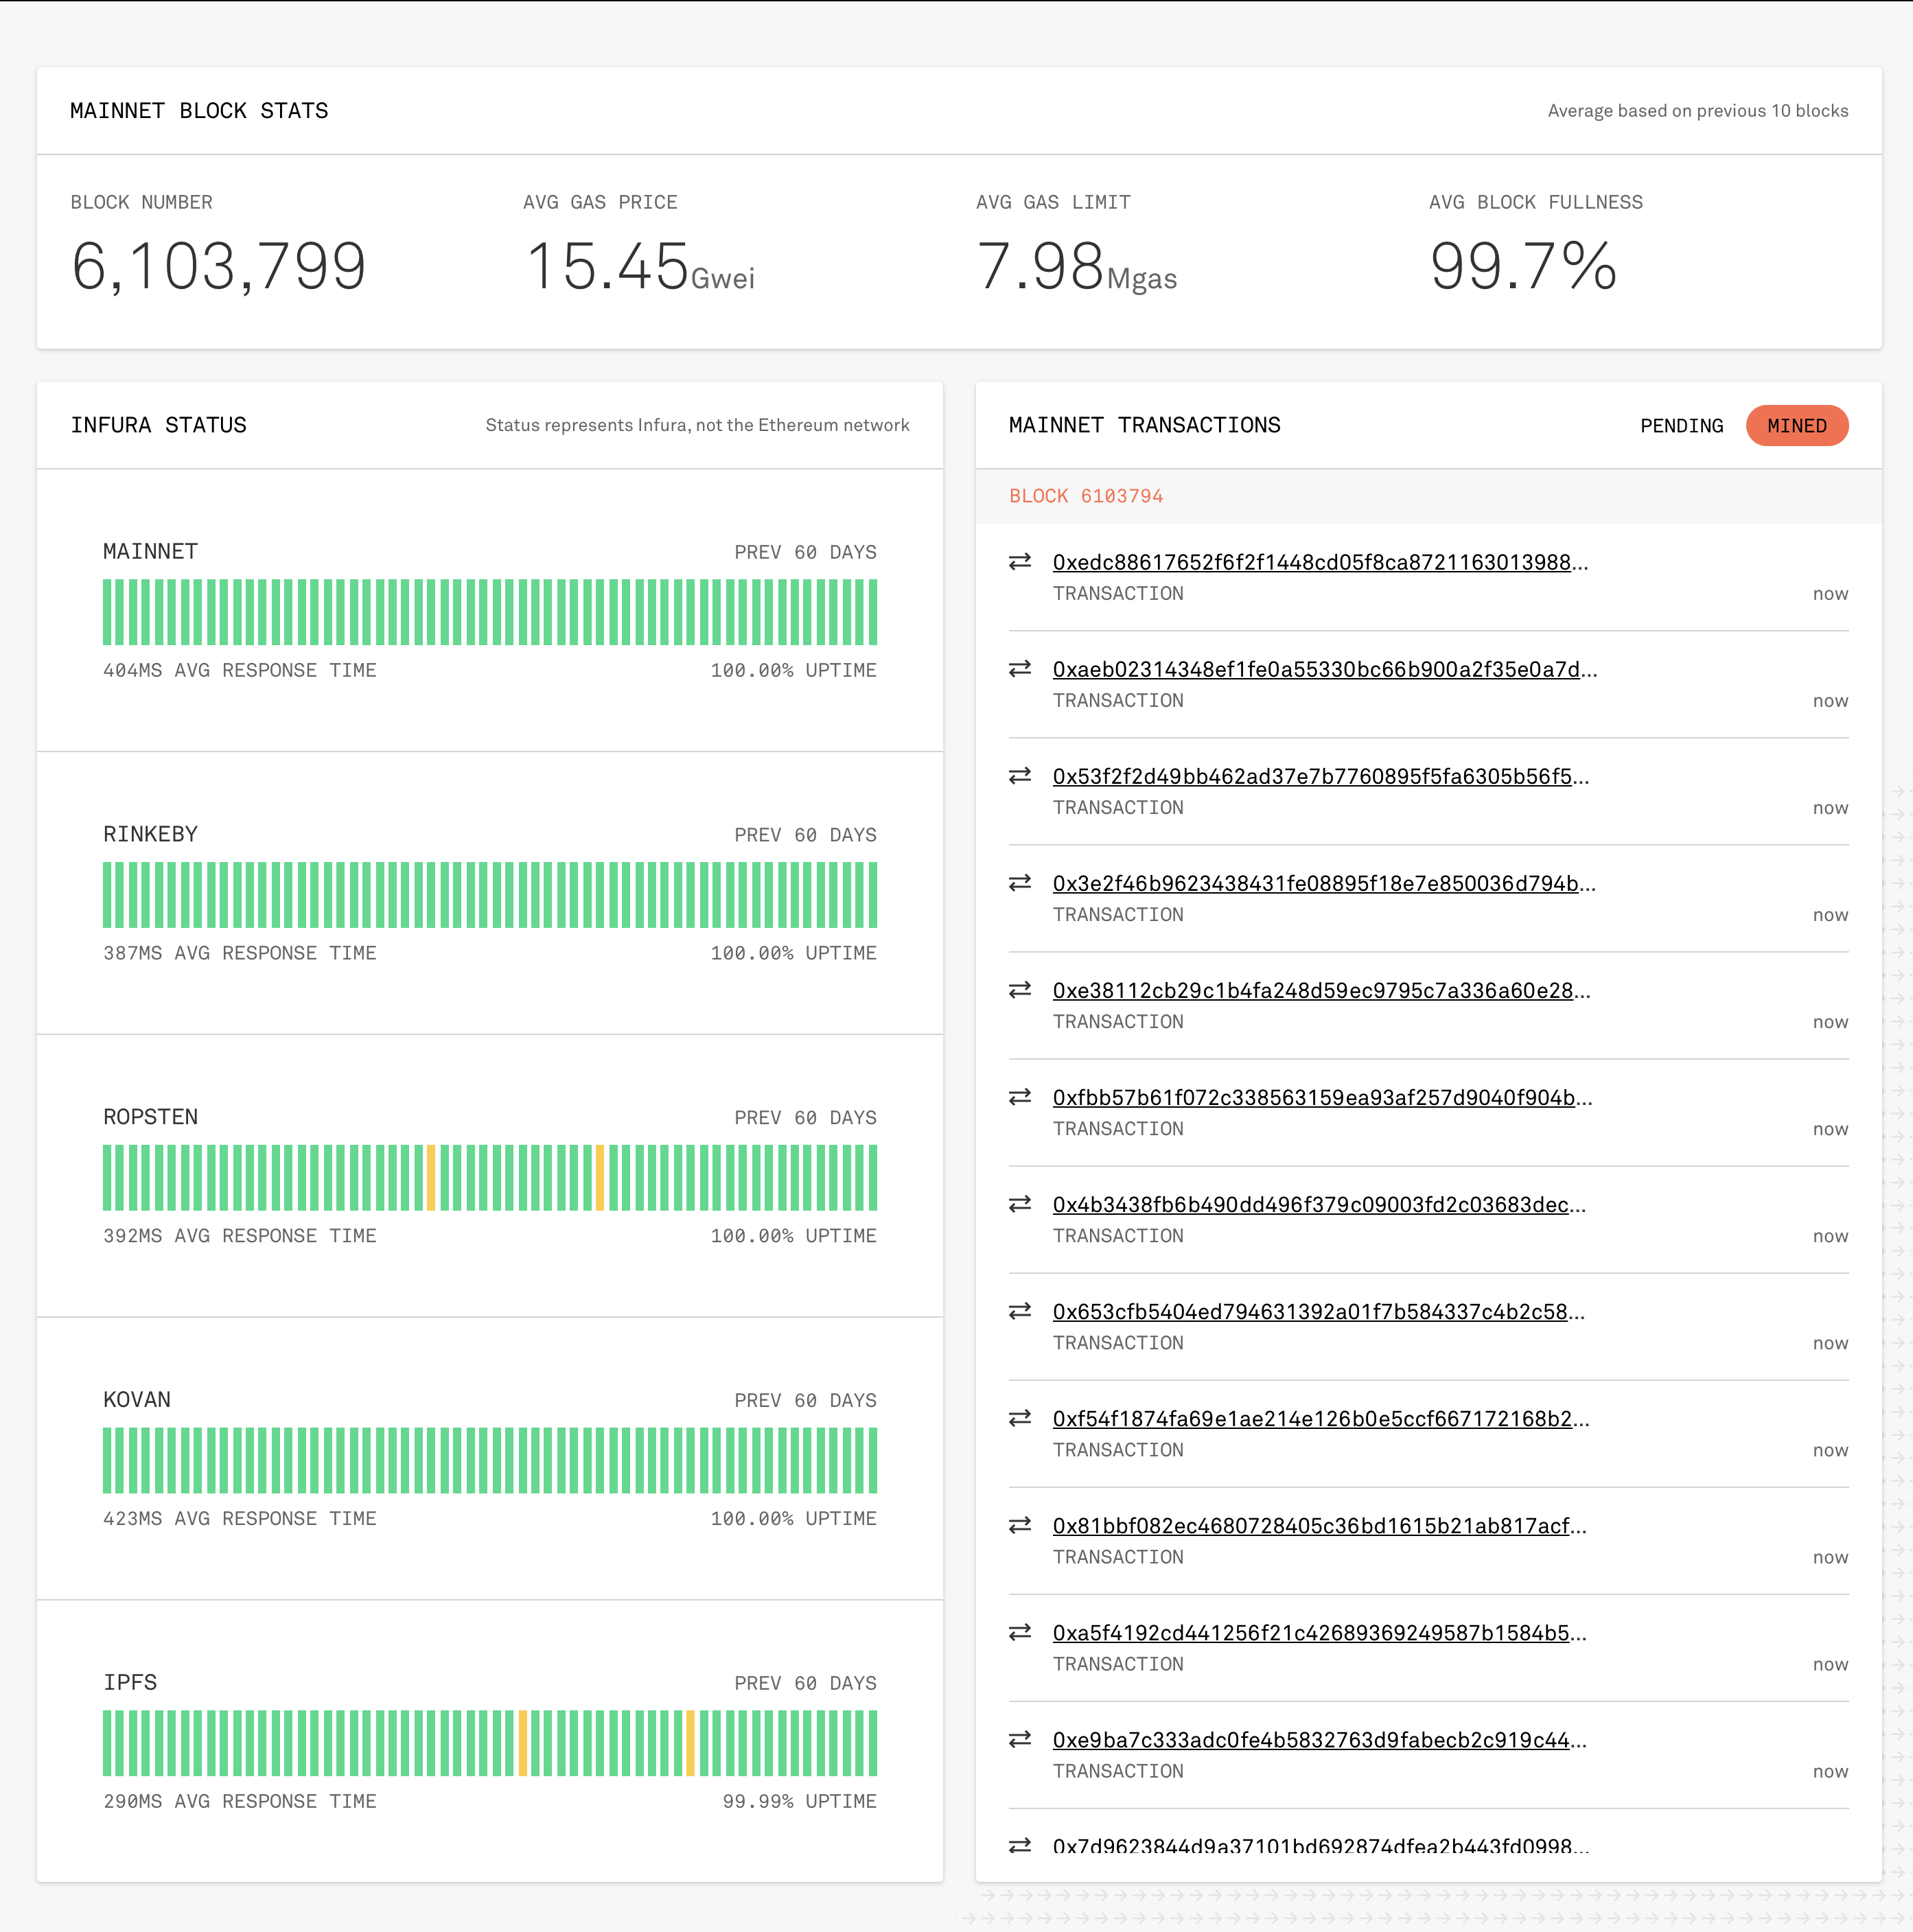 MAINNET BLOCK STATS
Average based on previous 10 blocks
BLOCK NUMBER
6,103,799
AVG GAS PRICE
15.45Gwei
AVG GAS LIMIT
7.98Mgas
AVG BLOCK FULLNESS
99.7%
INFURA STATUS
Status represents Infura, not the Ethereum network
MAINNET
PREV 60 DAYS
404MS AVG RESPONSE TIME
100.00% UPTIME
RINKEBY
PREV 60 DAYS
387MS AVG RESPONSE TIME
100.00% UPTIME
ROPSTEN
PREV 60 DAYS
392MS AVG RESPONSE TIME
100.00% UPTIME
KOVAN
PREV 60 DAYS
423MS AVG RESPONSE TIME
100.00% UPTIME
IPFS
PREV 60 DAYS
290MS AVG RESPONSE TIME
99.99% UPTIME
MAINNET TRANSACTIONS
PENDING
MINED
BLOCK 6103794
0xedc88617652f6f2f1448cd05f8ca8721163013988...
TRANSACTION
now
0xaeb02314348ef1fe0a55330bc66b900a2f35e0a7d...
TRANSACTION
now
0x53f2f2d49bb462ad37e7b7760895f5fa6305b56f5...
TRANSACTION
now
0x3e2f46b9623438431fe08895f18e7e850036d794b...
TRANSACTION
now
0xe38112cb29c1b4fa248d59ec9795c7a336a60e28...
TRANSACTION
now
0xfbb57b61f072c338563159ea93af257d9040f904b...
TRANSACTION
now
0x4b3438fb6b490dd496f379c09003fd2c03683dec...
TRANSACTION
now
0x653cfb5404ed794631392a01f7b584337c4b2c58...
TRANSACTION
now
0xf54f1874fa69e1ae214e126b0e5ccf667172168b2...
TRANSACTION
now
0x81bbf082ec4680728405c36bd1615b21ab817acf...
TRANSACTION
now
0xa5f4192cd441256f21c42689369249587b1584b5...
TRANSACTION
now
0xe9ba7c333adc0fe4b5832763d9fabecb2c919c44...
TRANSACTION
now
0x7d9623844d9a37101bd692874dfea2b443fd0998...